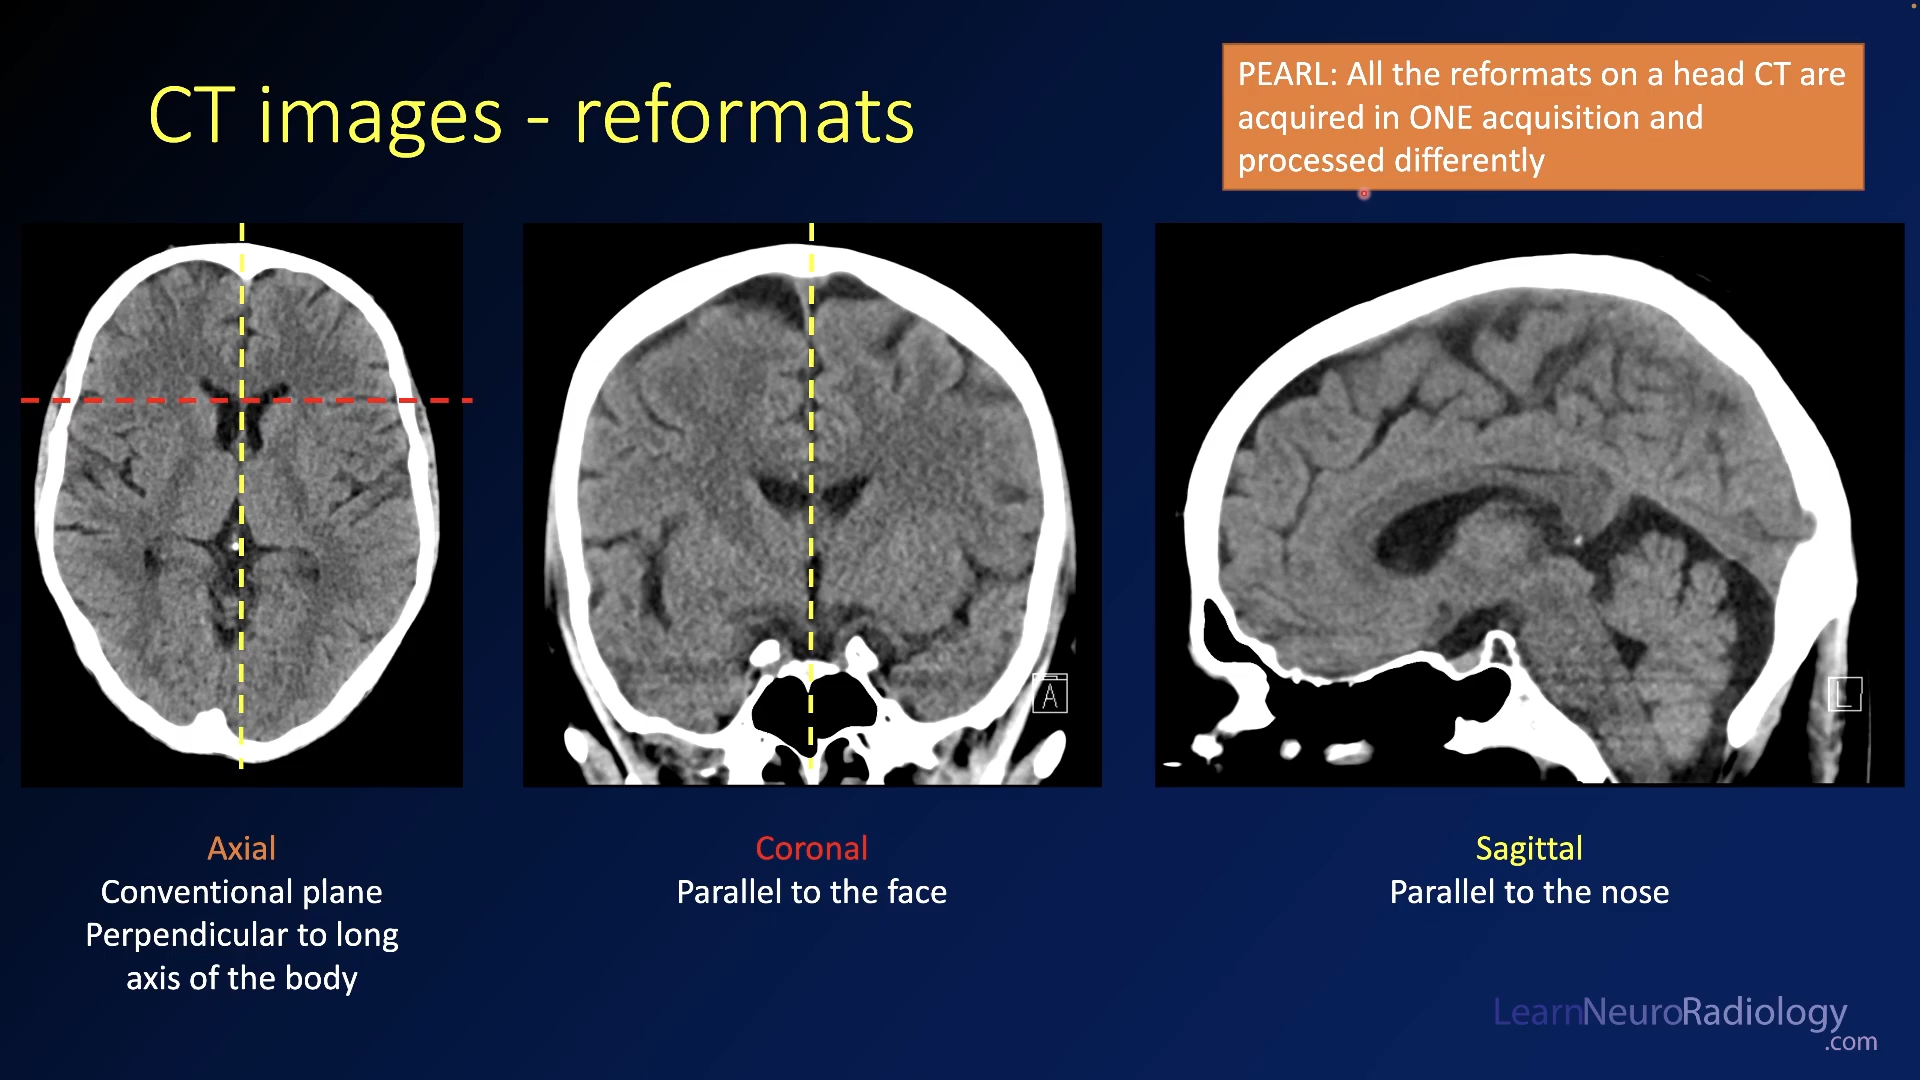 CT images - reformats
PEARL: All the reformats on a head CT are
acquired in ONE acquisition and
processed differently
A
L
Axial
Conventional plane
Perpendicular to long
axis of the body
Coronal
Parallel to the face
Sagittal
Parallel to the nose
LearnNeuroRadiology
.com